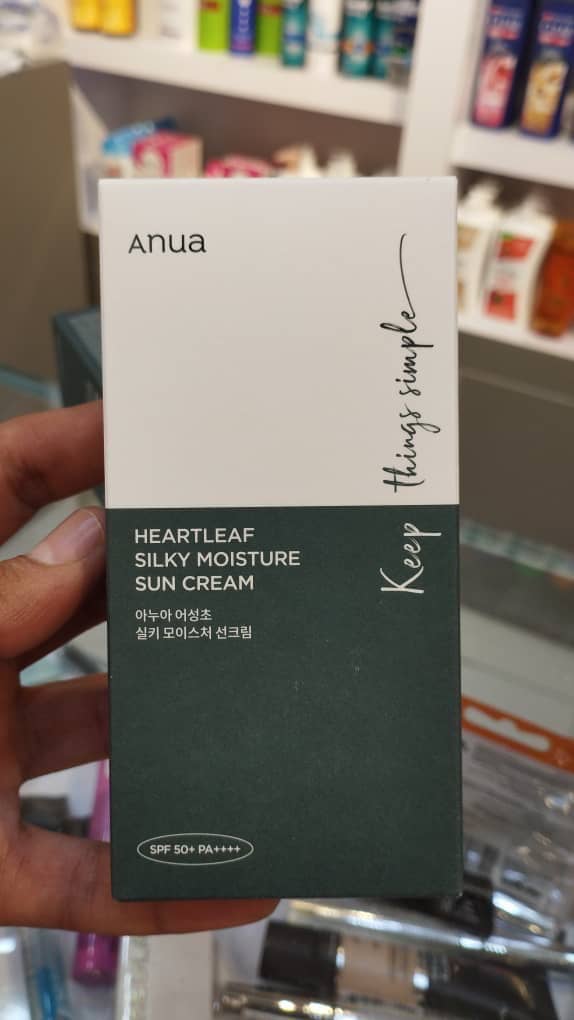 Anua
Keep things simple
HEARTLEAF
SILKY MOISTURE
SUN CREAM
아누아 어성초
실키 모이스처 선크림
SPF 50+ PA++++